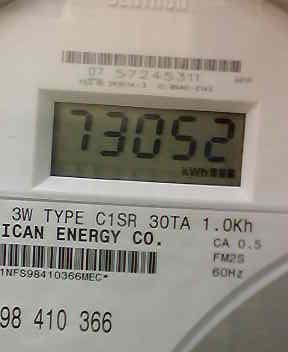 07 57245311
73052
kWh
3W TYPE C1SR 30TA 1.0Kh
ICAN ENERGY CO.
CA 0.5
FM2S
60Hz
1NFS98410366MEC*
98 410 366